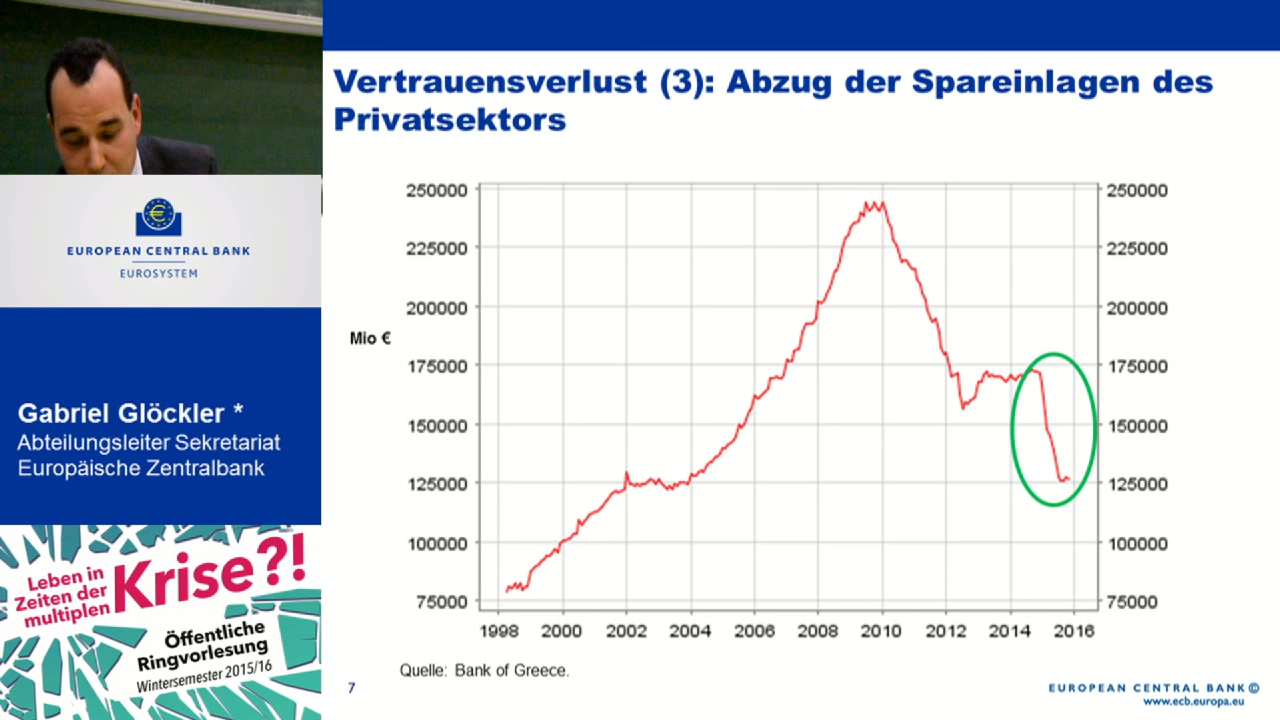 EUROPEAN CENTRAL BANK
EUROSYSTEM
Gabriel Glöckler *
Abteilungsleiter Sekretariat
Europäische Zentralbank
Leben in
Zeiten der
multiplen
Krise?!
Öffentliche
Ringvorlesung
Wintersemester 2015/16
Vertrauensverlust (3): Abzug der Spareinlagen des
Privatsektors
Mio €
250000
225000
200000
175000
150000
125000
100000
75000
250000
225000
200000
175000
150000
125000
100000
75000
1998 2000 2002 2004 2006 2008 2010 2012 2014 2016
Quelle: Bank of Greece.
7
EUROPEAN CENTRAL BANK ©
www.ecb.europa.eu